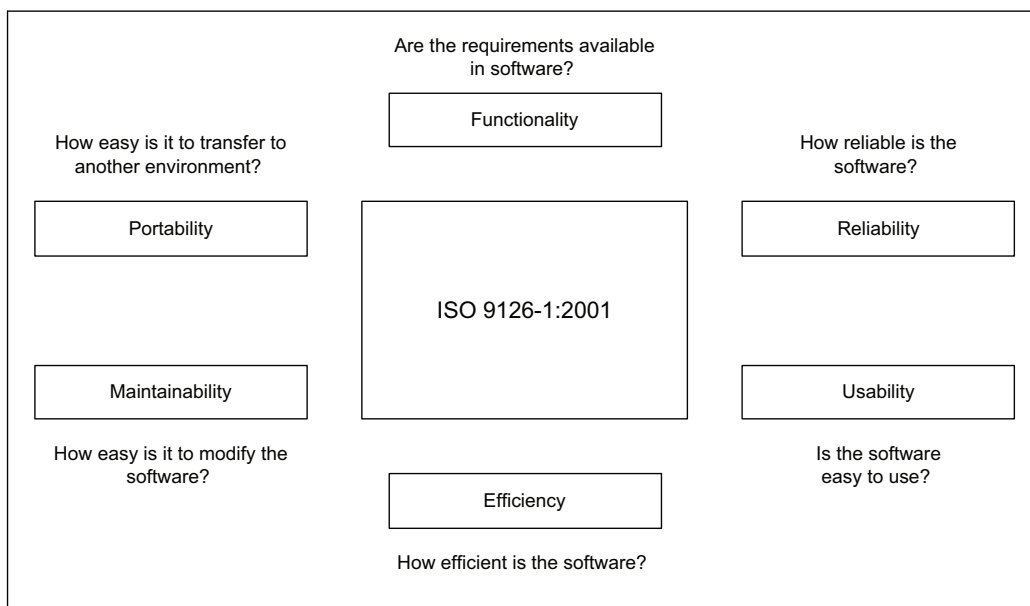 Are the requirements available
in software?
Functionality
How easy is it to transfer to
another environment?
Portability
How reliable is the
software?
Reliability
ISO 9126-1:2001
Maintainability
How easy is it to modify the
software?
Usability
Is the software
easy to use?
Efficiency
How efficient is the software?